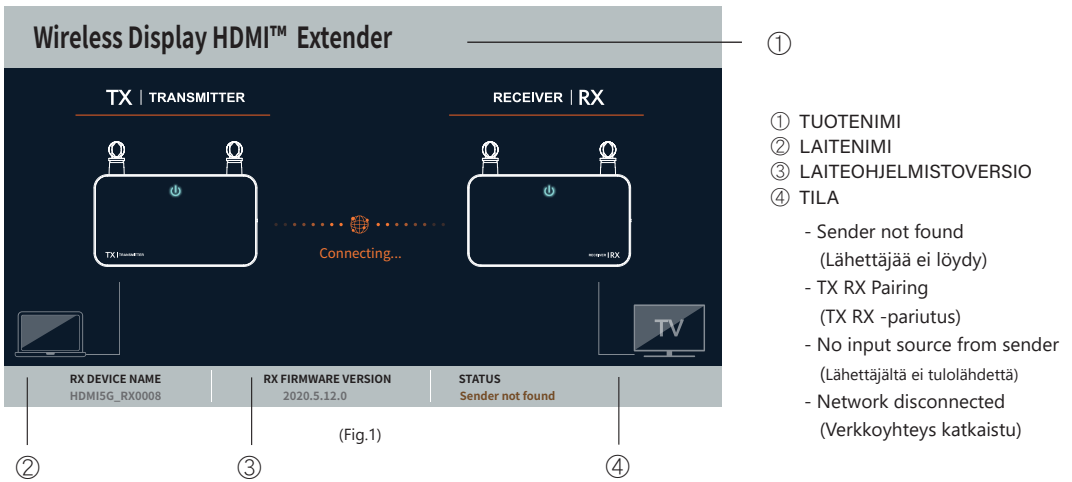 Wireless Display HDMI™ Extender
①
TX | TRANSMITTER
RECEIVER | RX
TX | TRANSMITTER
Connecting...
RECEIVER | RX
TV
RX DEVICE NAME
HDMI5G_RX0008
RX FIRMWARE VERSION
2020.5.12.0
STATUS
Sender not found
(Fig.1)
②
③
④
① TUOTENIMI
② LAITENIMI
③ LAITEOHJELMISTOVERSIO
④ TILA
- Sender not found
(Lähettäjää ei löydy)
- TX RX Pairing
(TX RX -pariutus)
- No input source from sender
(Lähettäjältä ei tulolähdettä)
- Network disconnected
(Verkkoyhteys katkaistu)